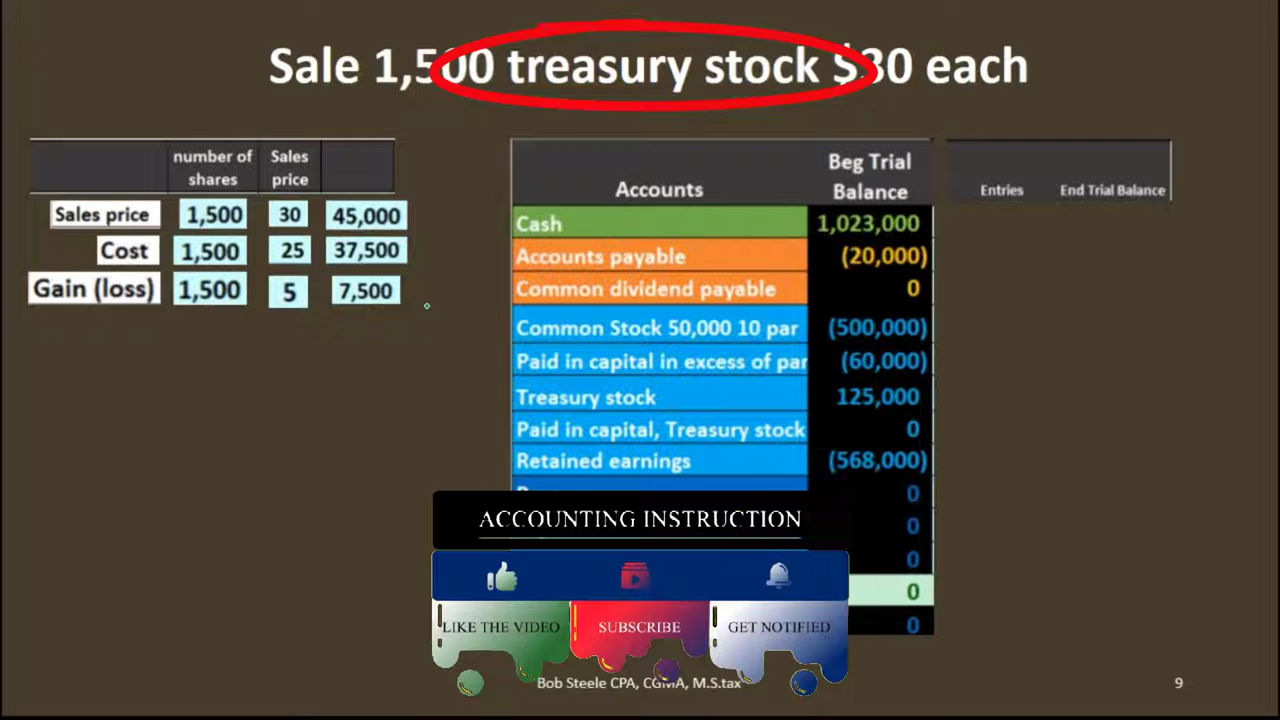 Sale 1,500 treasury stock $30 each
number of shares Sales price
Sales price 1,500 30 45,000
Cost 1,500 25 37,500
Gain (loss) 1,500 5 7,500
Accounts Beg Trial Balance Entries End Trial Balance
Cash 1,023,000
Accounts payable (20,000)
Common dividend payable 0
Common Stock 50,000 10 par (500,000)
Paid in capital in excess of par (60,000)
Treasury stock 125,000
Paid in capital, Treasury stock 0
Retained earnings (568,000)
0
0
0
0
0
ACCOUNTING INSTRUCTION
LIKE THE VIDEO SUBSCRIBE GET NOTIFIED
Bob Steele CPA, CGMA, M.S.tax 9